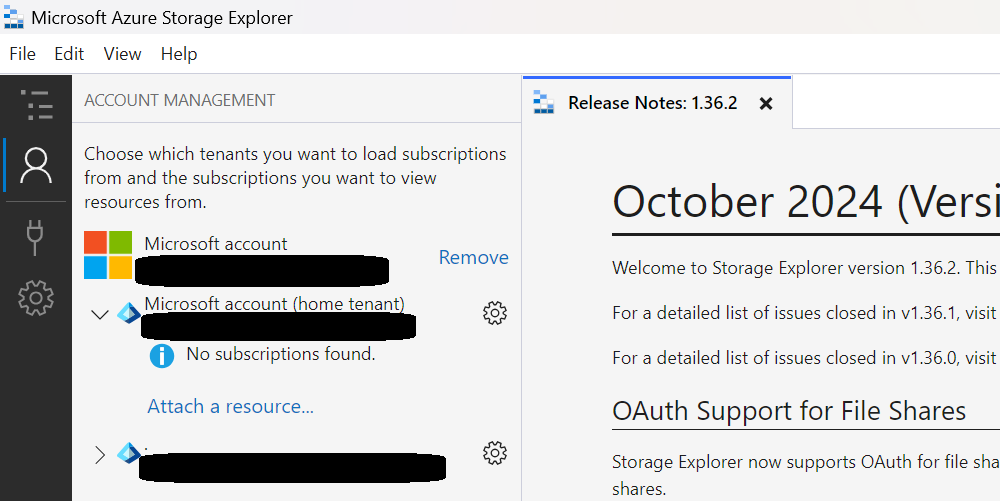 Microsoft Azure Storage Explorer
File Edit View Help
ACCOUNT MANAGEMENT
Choose which tenants you want to load subscriptions
from and the subscriptions you want to view
resources from.
Microsoft account
Remove
Microsoft account (home tenant)
No subscriptions found.
Attach a resource...
Release Notes: 1.36.2
October 2024 (Versi
Welcome to Storage Explorer version 1.36.2. This
For a detailed list of issues closed in v1.36.1, visit
For a detailed list of issues closed in v1.36.0, visit
OAuth Support for File Shares
Storage Explorer now supports OAuth for file sha
shares.